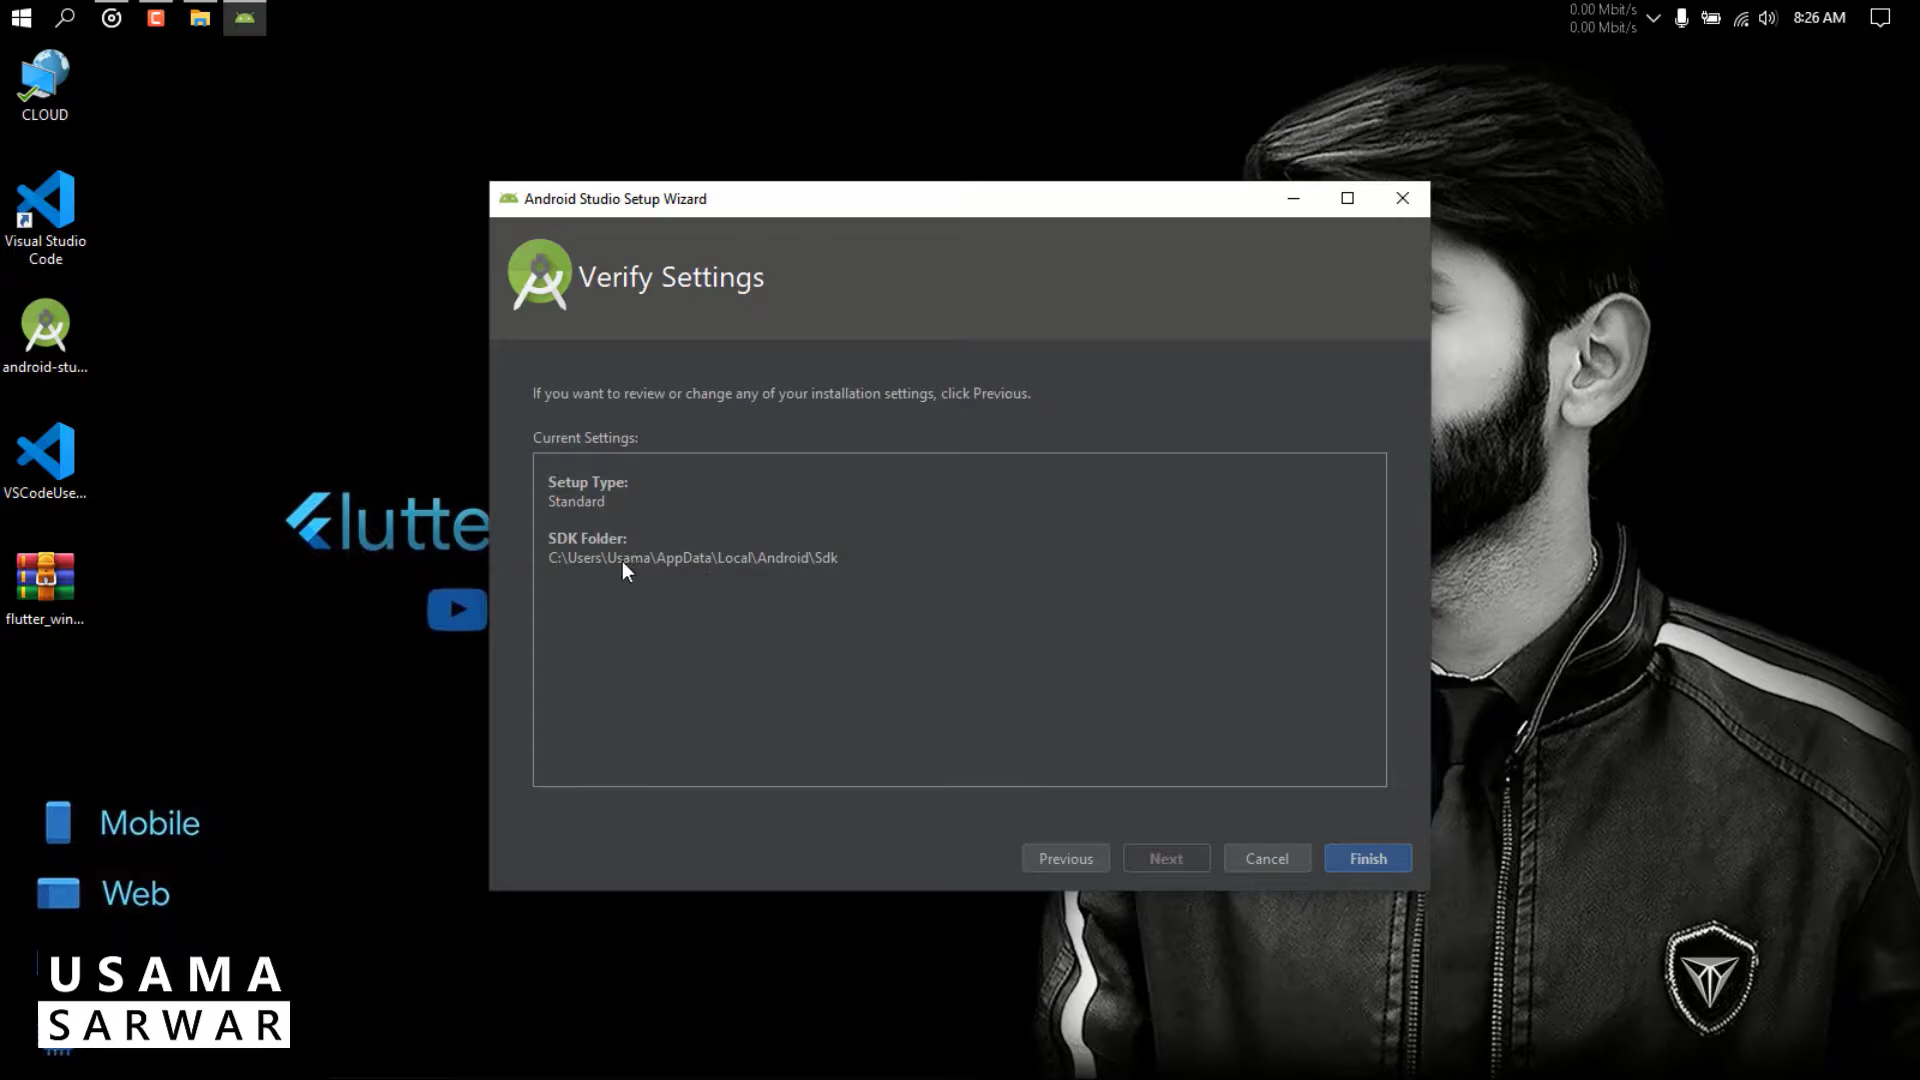 0.00 Mbit/s
0.00 Mbit/s
8:26 AM
CLOUD
Visual Studio
Code
android-stu...
VSCodeUse...
flutter_win...
lutte
Mobile
Web
USAMA
SARWAR
Android Studio Setup Wizard
Verify Settings
If you want to review or change any of your installation settings, click Previous.
Current Settings:
Setup Type:
Standard
SDK Folder:
C:\Users\Usama\AppData\Local\Android\Sdk
Previous
Next
Cancel
Finish